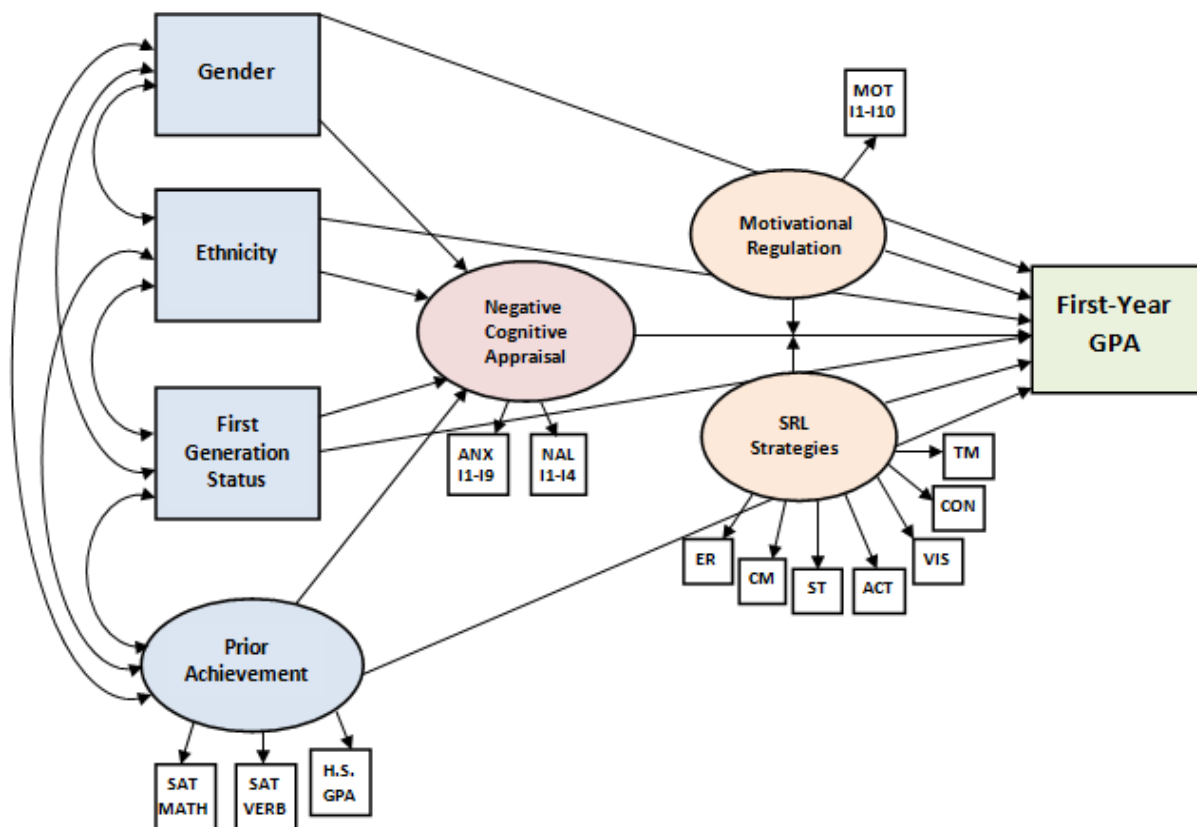 Gender
MOT
I1-I10
Motivational
Regulation
Ethnicity
Negative
Cognitive
Appraisal
First-Year
GPA
First
Generation
Status
ANX
I1-I9
NAL
I1-I4
SRL
Strategies
TM
CON
ER
CM
ST
ACT
VIS
Prior
Achievement
SAT
MATH
SAT
VERB
H.S.
GPA